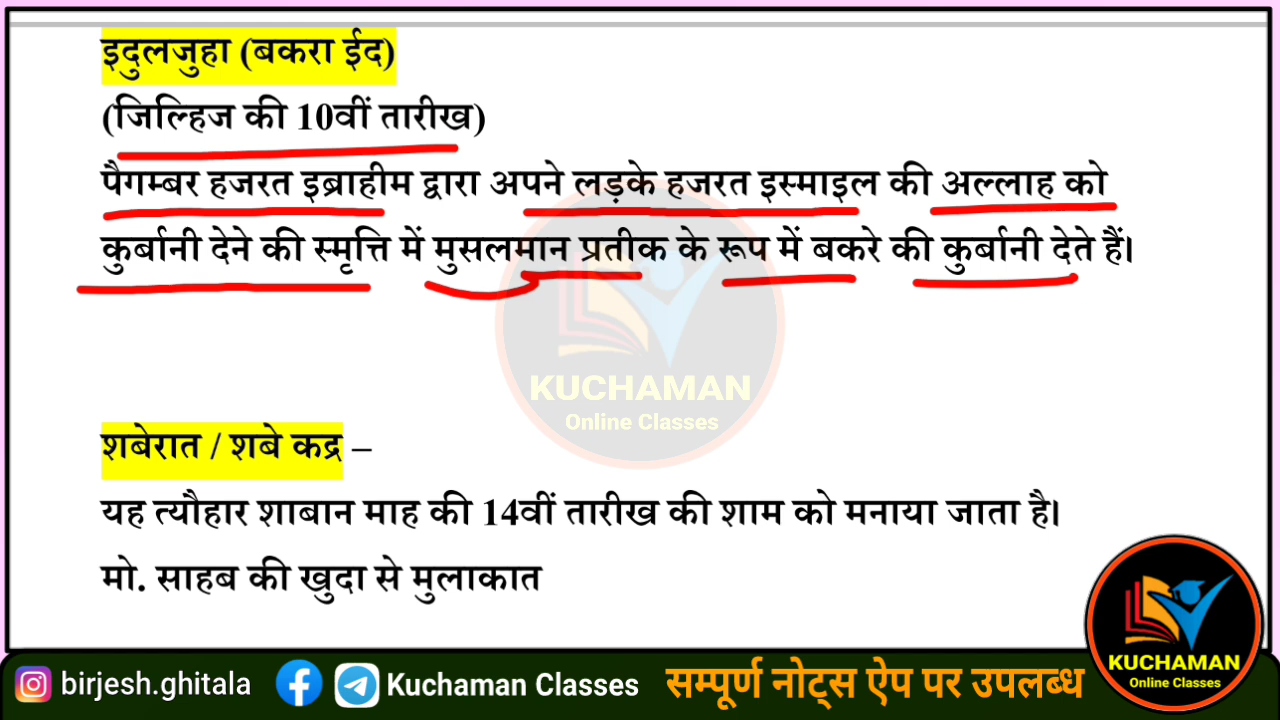 इदुलजुहा (बकरा ईद)
(जिल्हिज की 10वीं तारीख)
पैगम्बर हजरत इब्राहीम द्वारा अपने लड़के हजरत इस्माइल की अल्लाह को
कुर्बानी देने की स्मृत्ति में मुसलमान प्रतीक के रूप में बकरे की कुर्बानी देते हैं।
KUCHAMAN
Online Classes
शबेरात / शबे कद्र –
यह त्यौहार शाबान माह की 14वीं तारीख की शाम को मनाया जाता है।
मो. साहब की खुदा से मुलाकात
KUCHAMAN
Online Classes
birjesh.ghitala Kuchaman Classes सम्पूर्ण नोट्स ऐप पर उपलब्ध